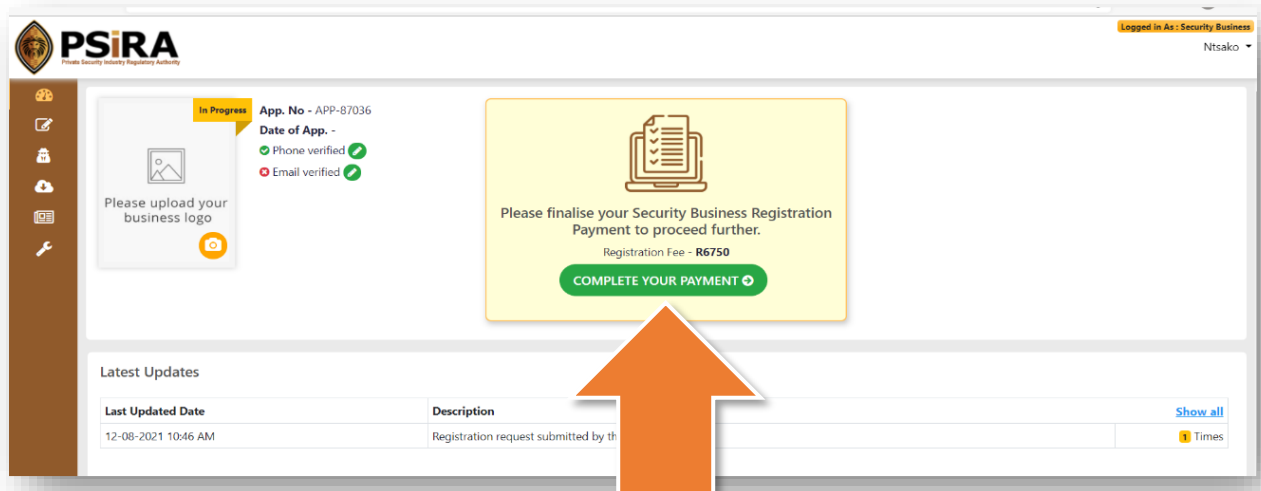 PSiRA
Private Security Industry Regulatory Authority
Logged in As : Security Business
Ntsako
In Progress
App. No - APP-87036
Date of App. -
Phone verified
Email verified
Please upload your
business logo
Please finalise your Security Business Registration
Payment to proceed further.
Registration Fee - R6750
COMPLETE YOUR PAYMENT
Latest Updates
Last Updated Date Description Show all
12-08-2021 10:46 AM Registration request submitted by 1 Times